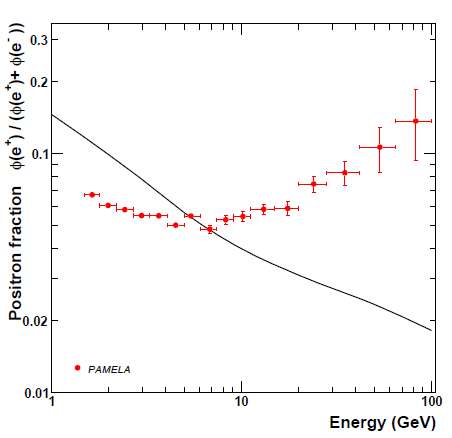 0.3
0.2
0.1
0.02
0.01
Positron fraction ϕ(e⁺) / (ϕ(e⁺)+ ϕ(e⁻))
PAMELA
1
10
100
Energy (GeV)